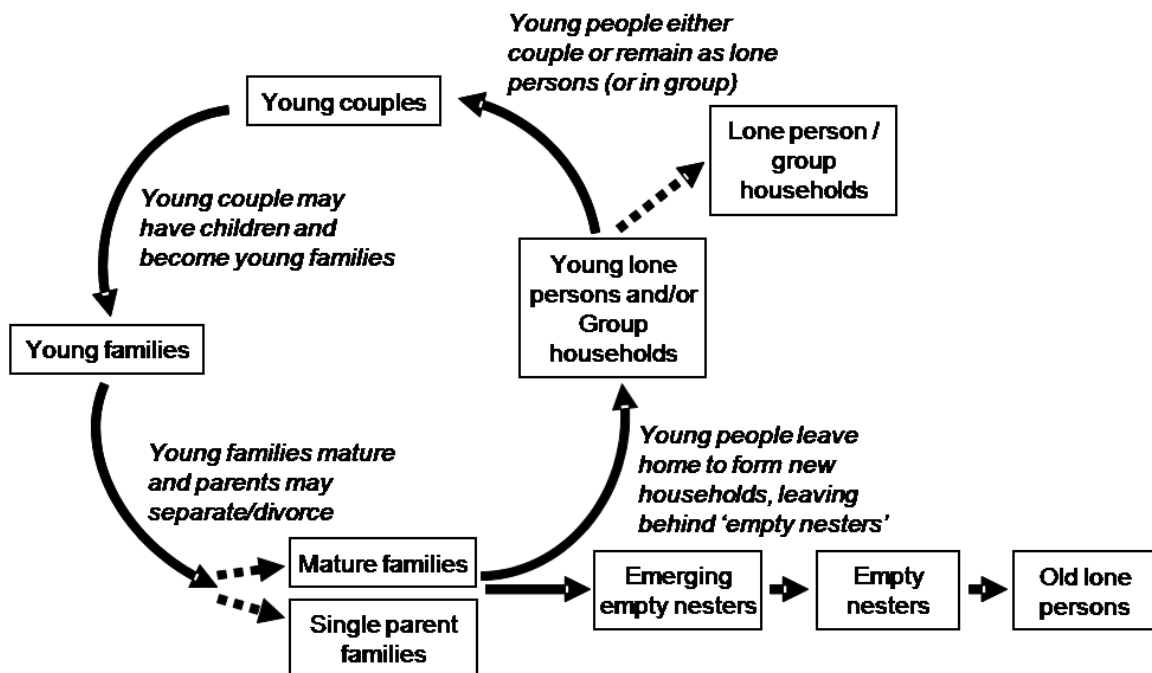 Young people either
couple or remain as lone
persons (or in group)
Young couples
Lone person /
group
households
Young couple may
have children and
become young families
Young lone
persons and/or
Group
households
Young families
Young families mature
and parents may
separate/divorce
Young people leave
home to form new
households, leaving
behind ‘empty nesters’
Mature families
Single parent
families
Emerging
empty nesters
Empty
nesters
Old lone
persons